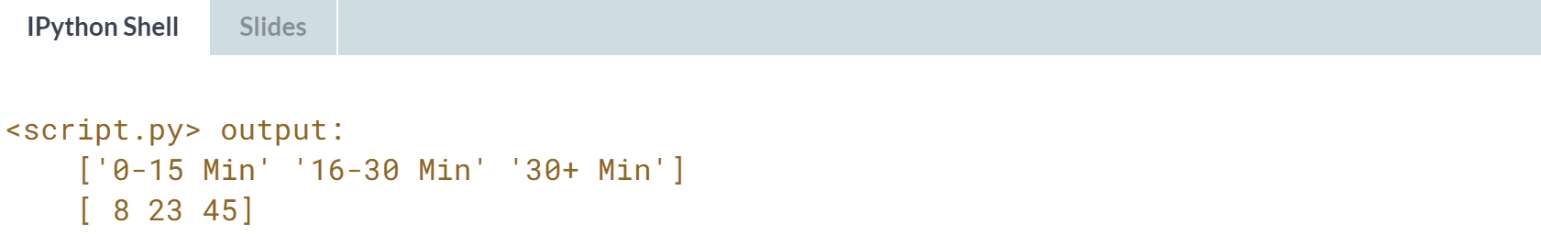 IPython Shell Slides
<script.py> output:
['0-15 Min' '16-30 Min' '30+ Min']
[ 8 23 45]